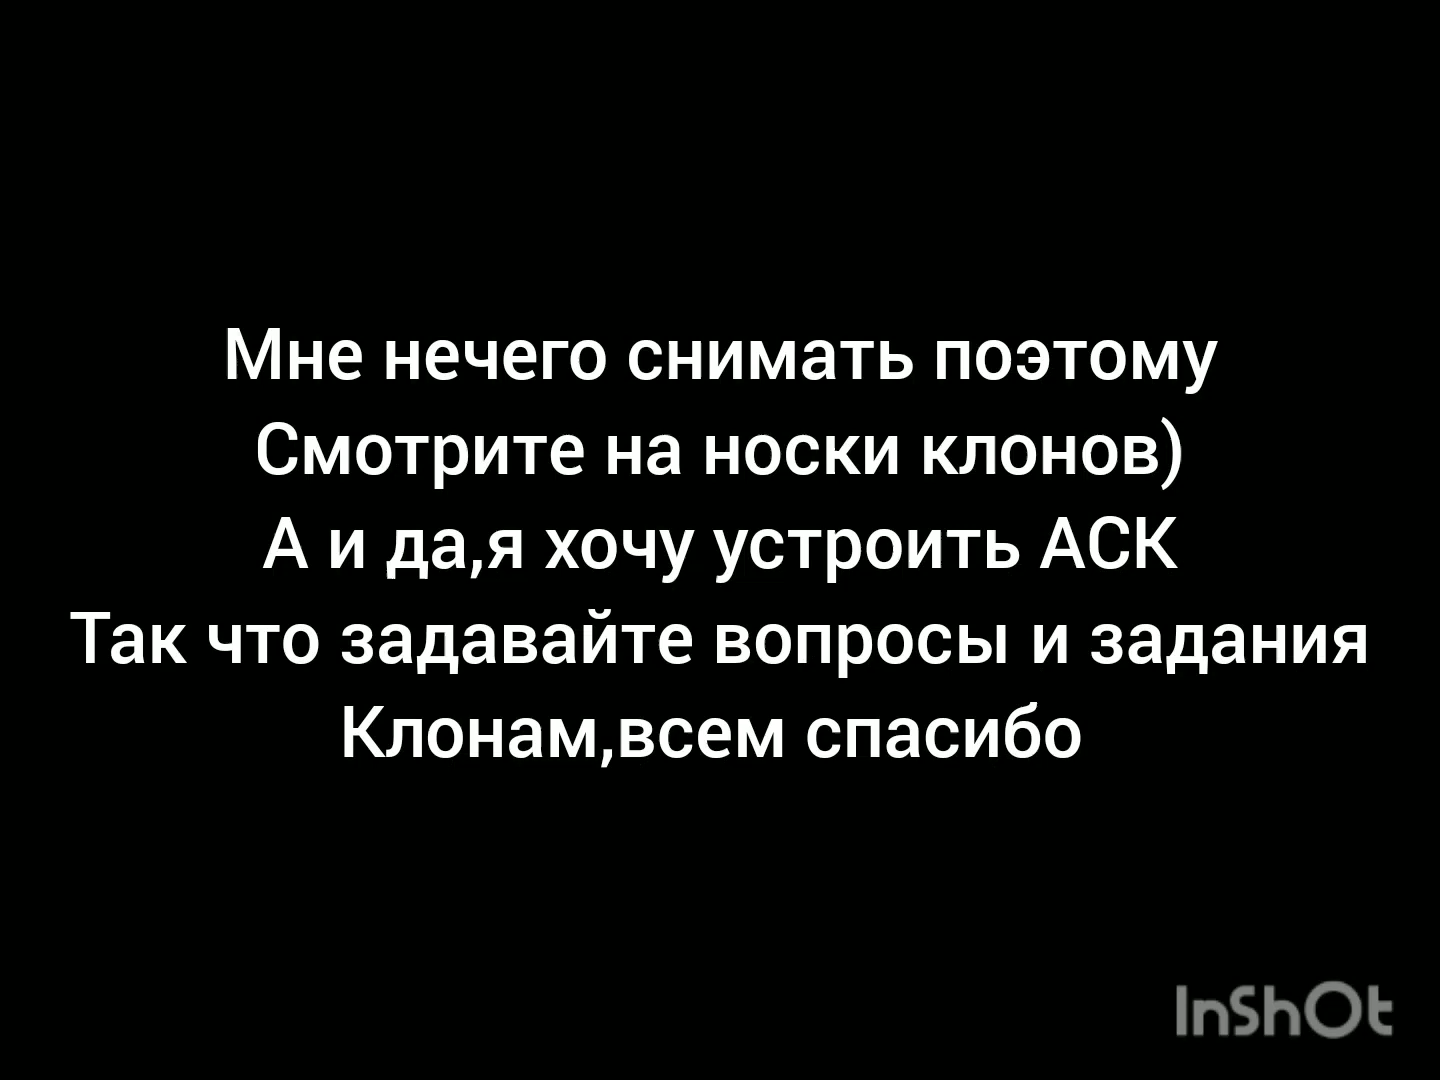 Мне нечего снимать поэтому
Смотрите на носки клонов)
А и да,я хочу устроить АСК
Так что задавайте вопросы и задания
Клонам,всем спасибо
InShOt